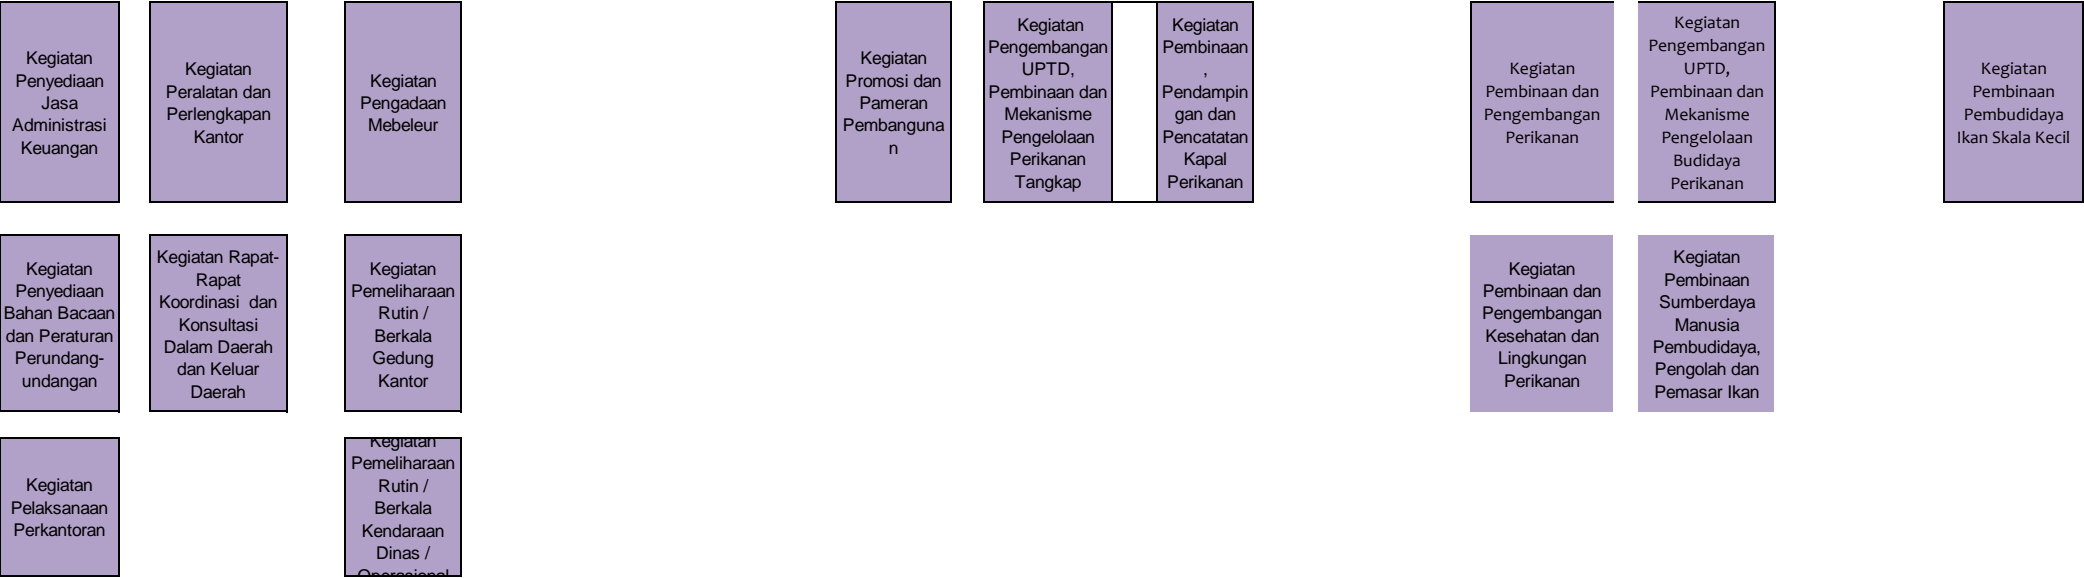 Kegiatan
Penyediaan
Jasa
Administrasi
Keuangan
Kegiatan
Peralatan dan
Perlengkapan
Kantor
Kegiatan
Pengadaan
Mebeleur
Kegiatan
Promosi dan
Pameran
Pembanguna
n
Kegiatan
Pengembangan
UPTD,
Pembinaan dan
Mekanisme
Pengelolaan
Perikanan
Tangkap
Kegiatan
Pembinaan
,
Pendampin
gan dan
Pencatatan
Kapal
Perikanan
Kegiatan
Pembinaan dan
Pengembangan
Perikanan
Kegiatan
Pengembangan
UPTD,
Pembinaan dan
Mekanisme
Pengelolaan
Budidaya
Perikanan
Kegiatan
Pembinaan
Pembudidaya
Ikan Skala Kecil
Kegiatan
Penyediaan
Bahan Bacaan
dan Peraturan
Perundang-
undangan
Kegiatan Rapat-
Rapat
Koordinasi dan
Konsultasi
Dalam Daerah
dan Keluar
Daerah
Kegiatan
Pemeliharaan
Rutin /
Berkala
Gedung
Kantor
Kegiatan
Pembinaan dan
Pengembangan
Kesehatan dan
Lingkungan
Perikanan
Kegiatan
Pembinaan
Sumberdaya
Manusia
Pembudidaya,
Pengolah dan
Pemasar Ikan
Kegiatan
Pelaksanaan
Perkantoran
Kegiatan
Pemeliharaan
Rutin /
Berkala
Kendaraan
Dinas /
Operasional